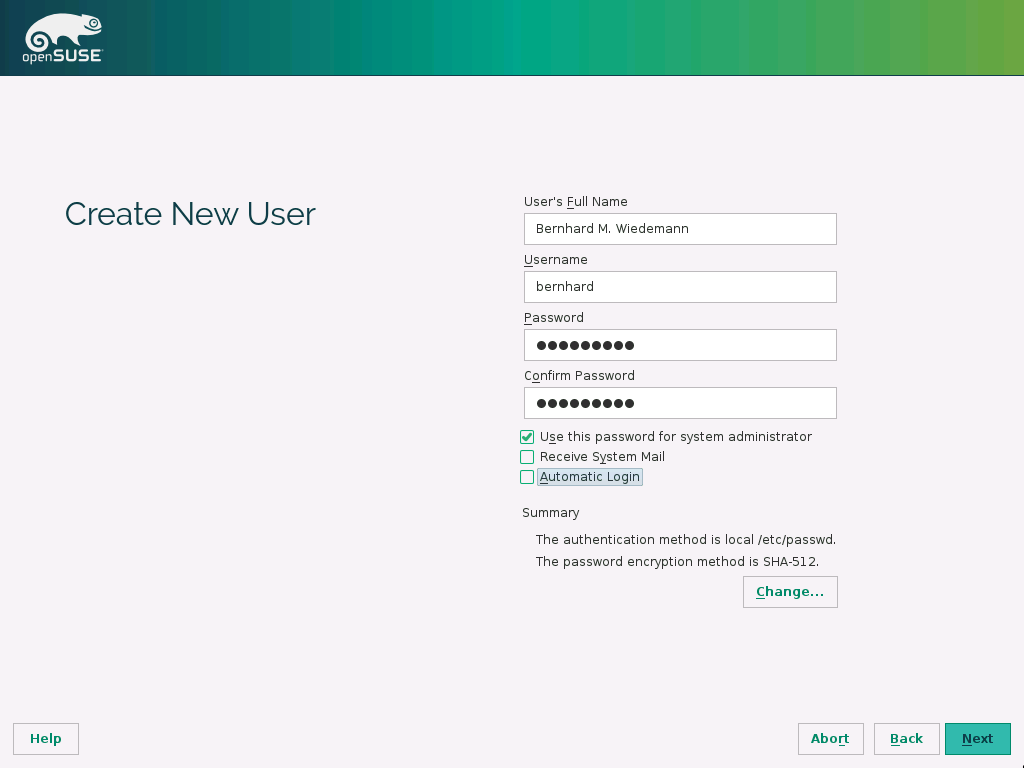 openSUSE
Create New User
User's Full Name
Bernhard M. Wiedemann
Username
bernhard
Password
●●●●●●●●●
Confirm Password
●●●●●●●●●
Use this password for system administrator
Receive System Mail
Automatic Login
Summary
The authentication method is local /etc/passwd.
The password encryption method is SHA-512.
Change...
Help
Abort
Back
Next